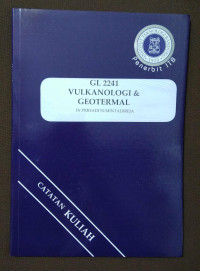 Penerbit ITB
GL 2241
VULKANOLOGI &
GEOTERMAL
CATATAN KULIAH